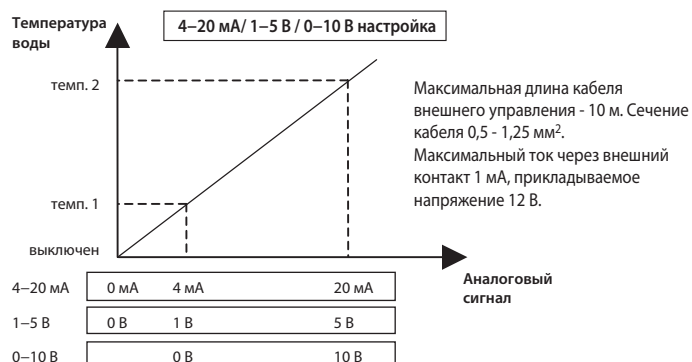 Температура
воды
4–20 мА/ 1–5 В / 0–10 В настройка
темп. 2
Максимальная длина кабеля
внешнего управления - 10 м. Сечение
кабеля 0,5 - 1,25 мм².
Максимальный ток через внешний
контакт 1 мА, прикладываемое
напряжение 12 В.
темп. 1
выключен
Аналоговый
сигнал
4–20 мА 0 мА 4 мА 20 мА
1–5 В 0 В 1 В 5 В
0–10 В 0 В 10 В